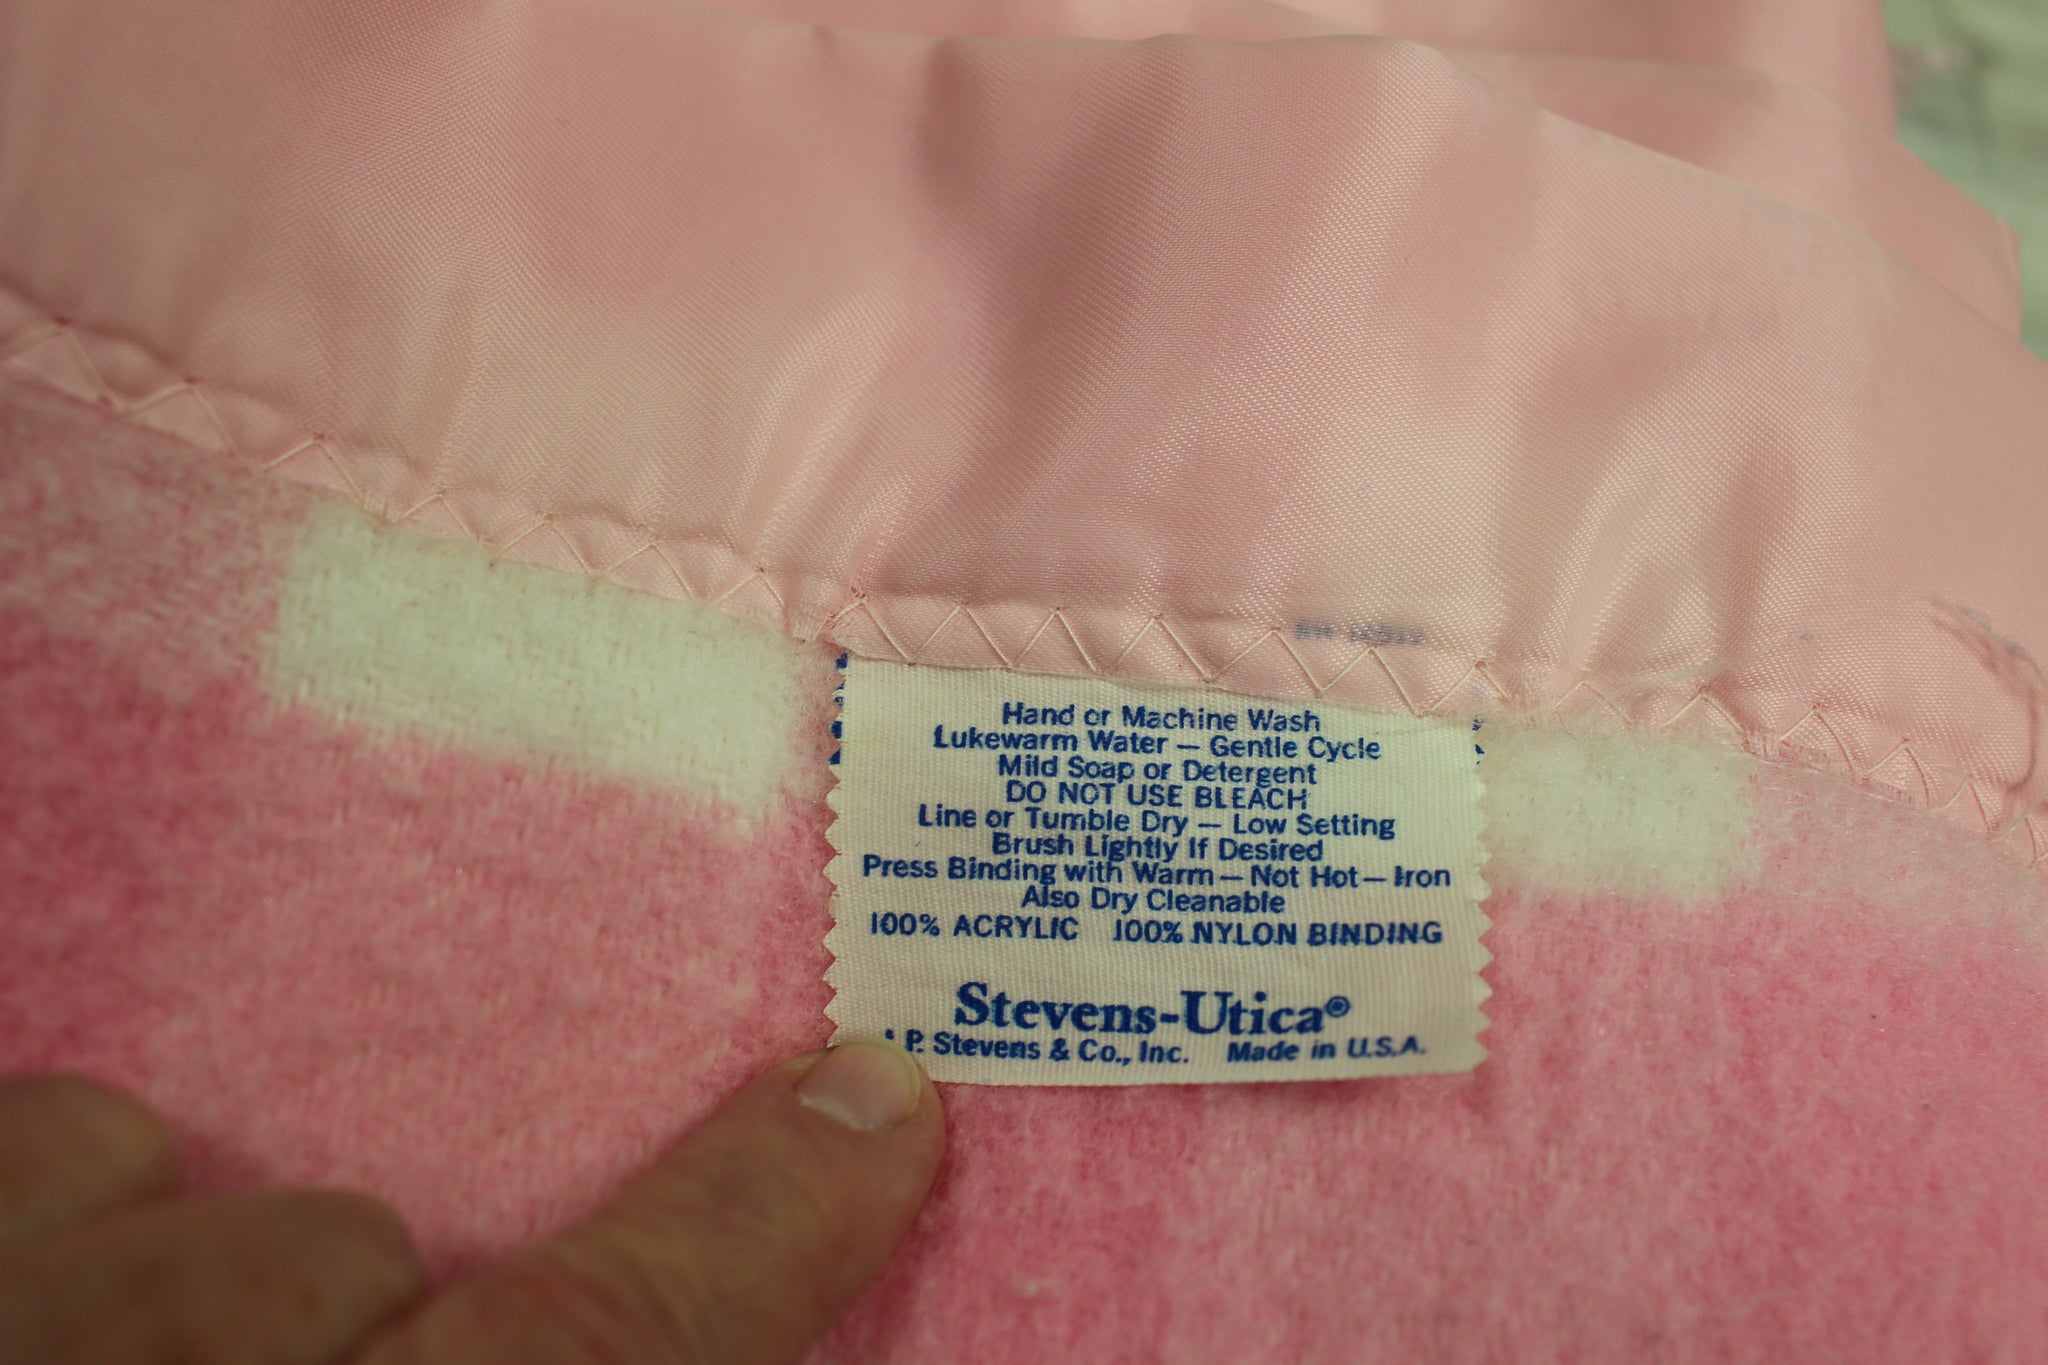 Hand or Machine Wash
Lukewarm Water — Gentle Cycle
Mild Soap or Detergent
DO NOT USE BLEACH
Line or Tumble Dry — Low Setting
Brush Lightly If Desired
Press Binding with Warm — Not Hot — Iron
Also Dry Cleanable
100% ACRYLIC 100% NYLON BINDING
Stevens-Utica®
J.P. Stevens & Co., Inc. Made in U.S.A.